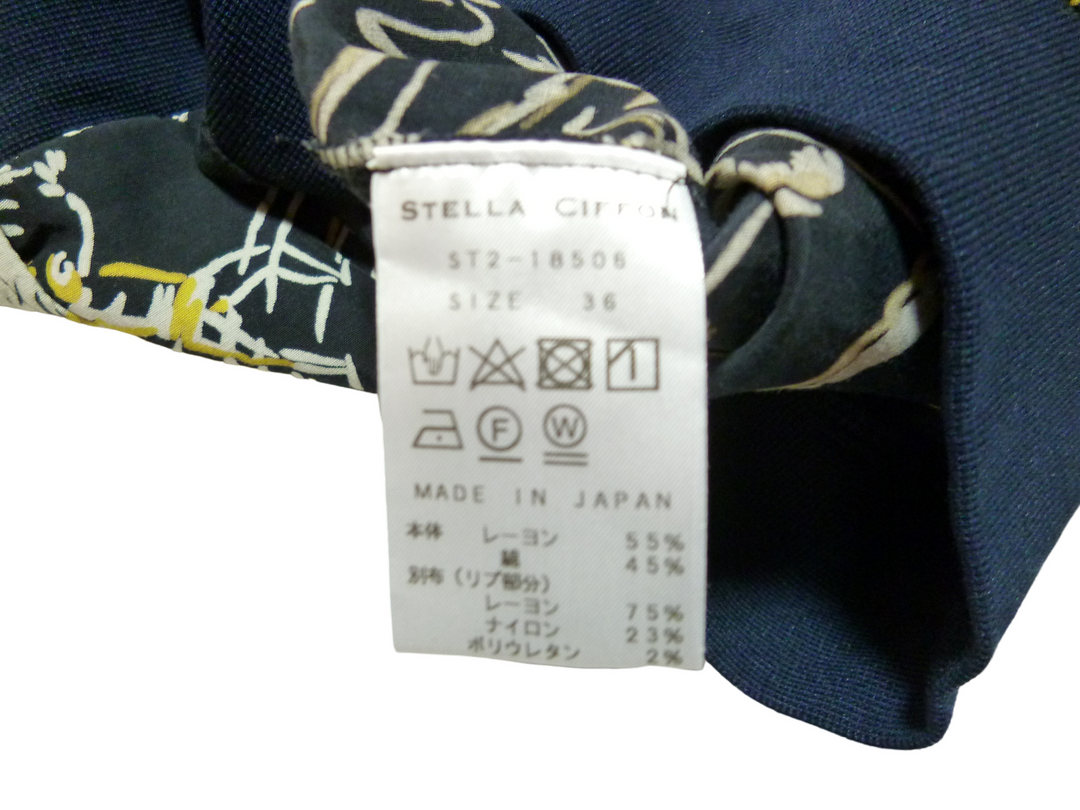 STELLA CIFFON
ST2-18506
SIZE 36
F W
MADE IN JAPAN
本体 レーヨン 55%
綿 45%
別布(リブ部分)
レーヨン 75%
ナイロン 23%
ポリウレタン 2%